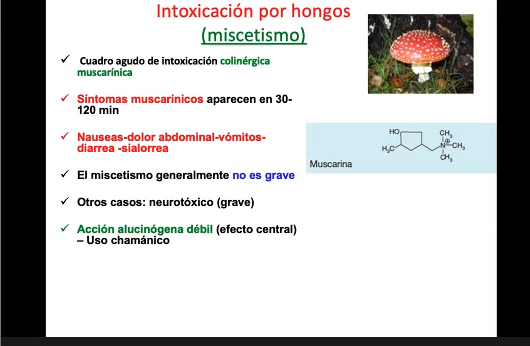 Intoxicación por hongos
(miscetismo)
Cuadro agudo de intoxicación colinérgica
muscarínica
Síntomas muscarínicos aparecen en 30-
120 min
Nauseas-dolor abdominal-vómitos-
diarrea -sialorrea
El miscetismo generalmente no es grave
Otros casos: neurotóxico (grave)
Acción alucinógena débil (efecto central)
– Uso chamánico
HO
CH₃
H₃C
N
⊕
CH₃
CH₃
Muscarina